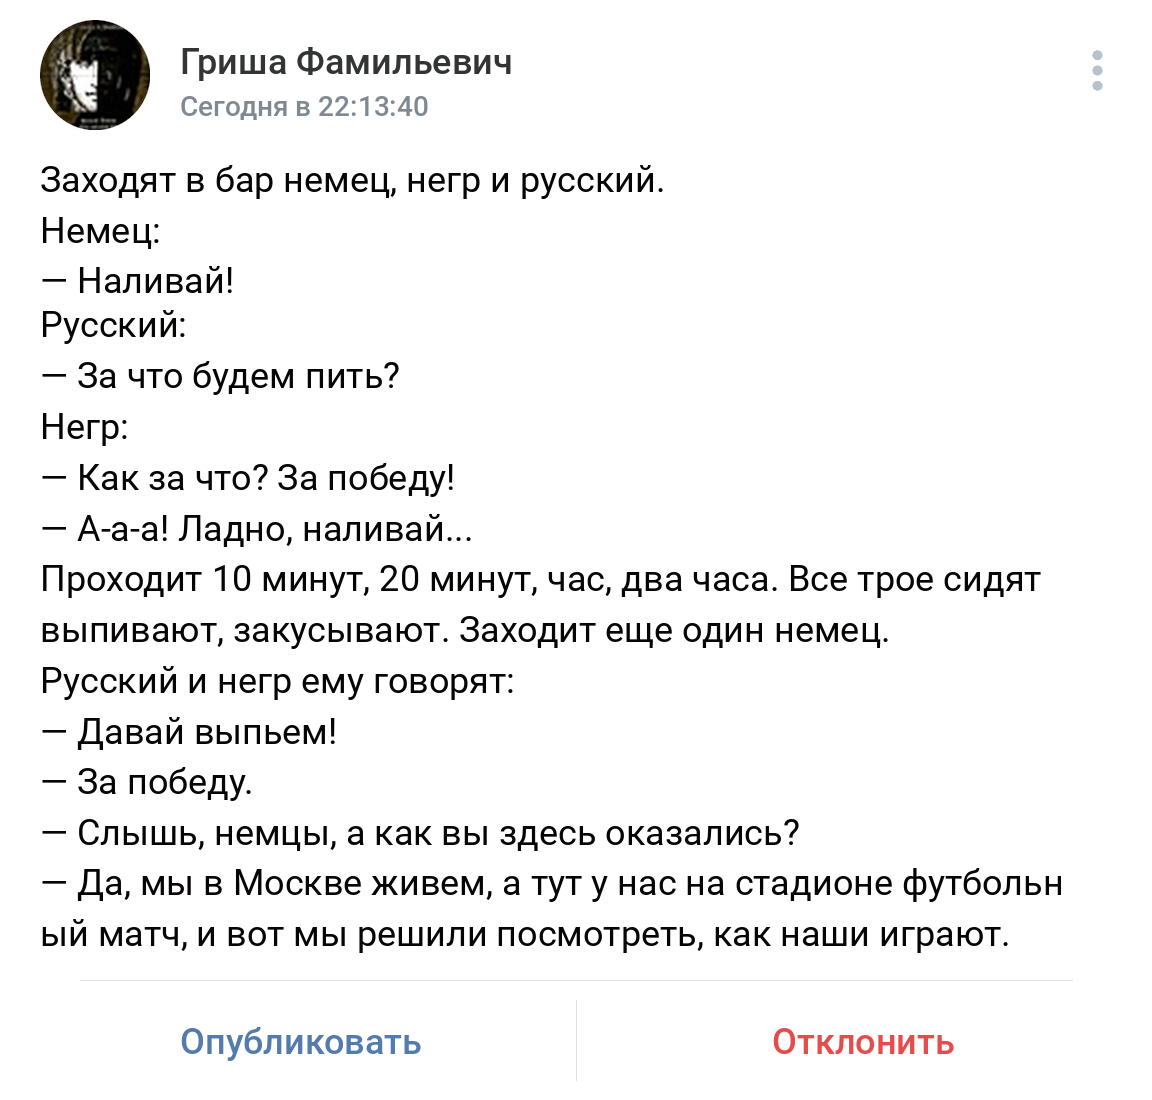 Гриша Фамильевич
Сегодня в 22:13:40
Заходят в бар немец, негр и русский.
Немец:
— Наливай!
Русский:
— За что будем пить?
Негр:
— Как за что? За победу!
— А-а-а! Ладно, наливай...
Проходит 10 минут, 20 минут, час, два часа. Все трое сидят
выпивают, закусывают. Заходит еще один немец.
Русский и негр ему говорят:
— Давай выпьем!
— За победу.
— Слышь, немцы, а как вы здесь оказались?
— Да, мы в Москве живем, а тут у нас на стадионе футбольн
ый матч, и вот мы решили посмотреть, как наши играют.
Опубликовать
Отклонить